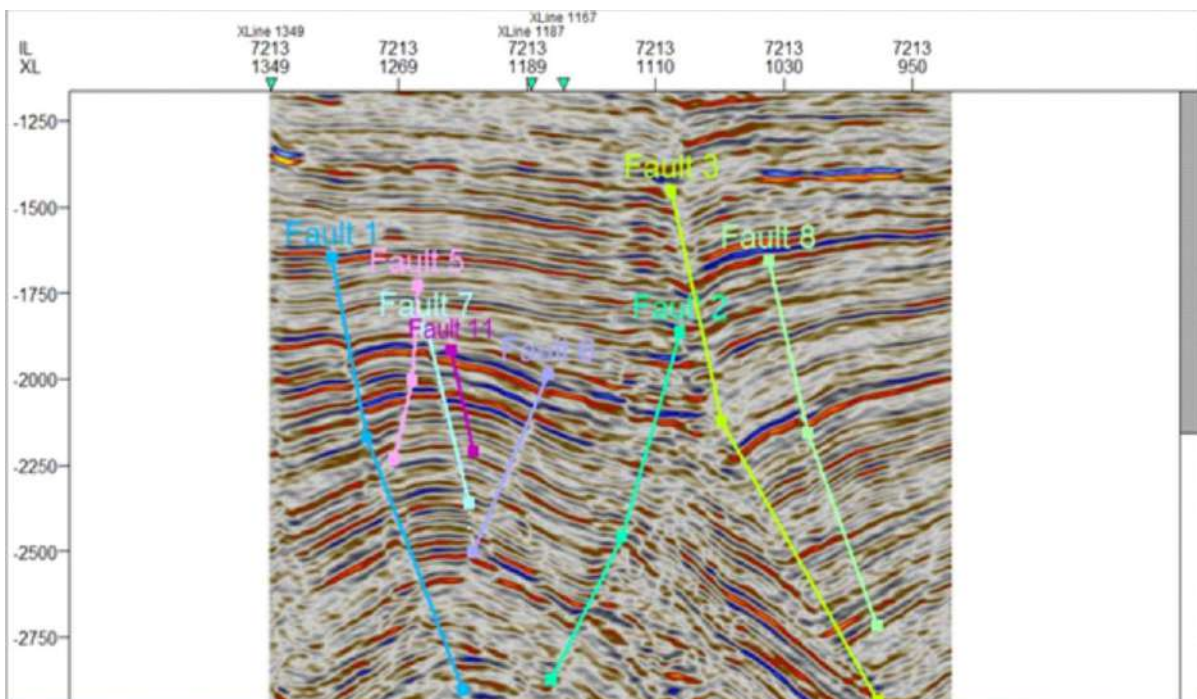 XLine 1167
XLine 1349 XLine 1187
IL 7213 7213 7213 7213 7213 7213
XL 1349 1269 1189 1110 1030 950
-1250
Fault 3
-1500
Fault 1 Fault 8
Fault 5
-1750
Fault 7 Fault 2
Fault 11
Fault
-2000
-2250
-2500
-2750